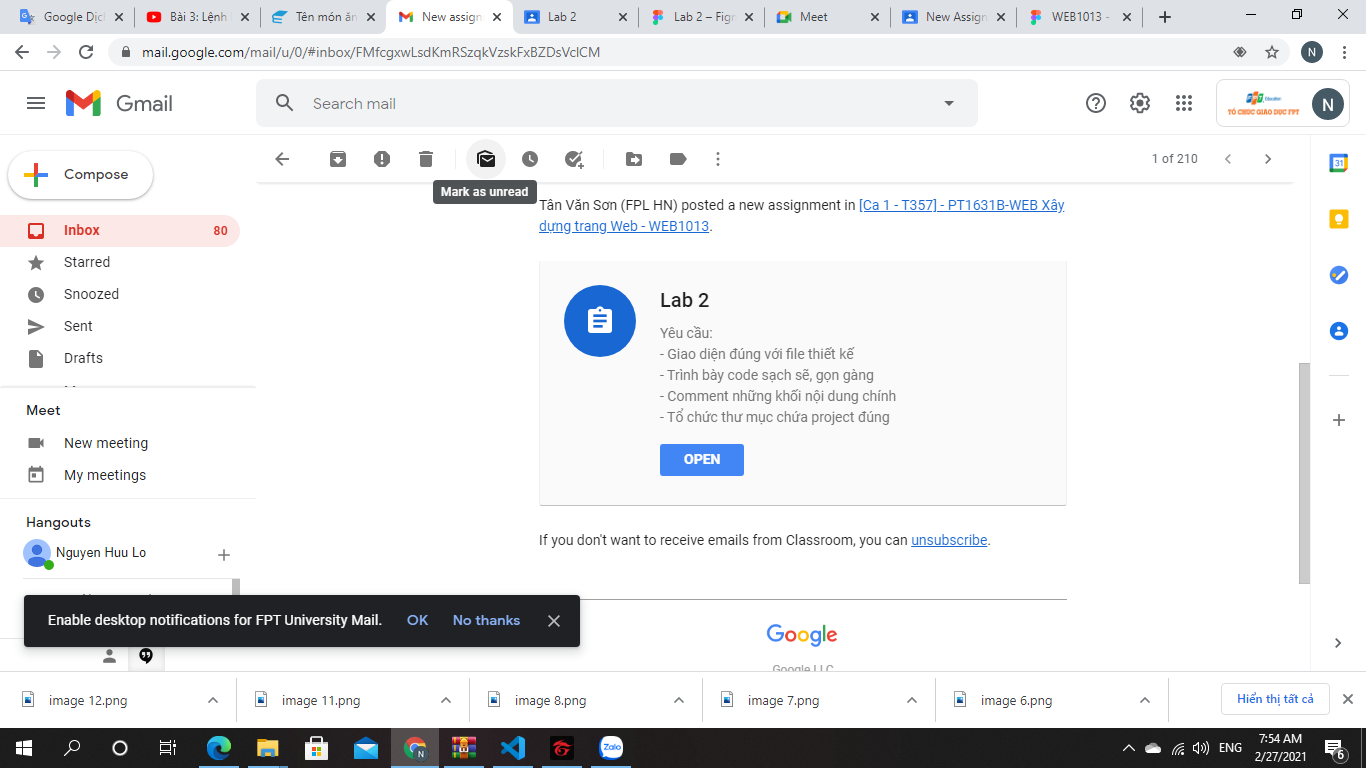 Google Dịc
Bài 3: Lệnh
Tên món ăn
New assign
Lab 2
Lab 2 – Fig
Meet
New Assign
WEB1013 -
mail.google.com/mail/u/0/#inbox/FMfcgxwLsdKmRSzqkVzskFxBZDsVclCM
N
Gmail
Search mail
FPT Education
TỔ CHỨC GIÁO DỤC FPT
N
Compose
1 of 210
Mark as unread
Inbox 80
Starred
Snoozed
Sent
Drafts
Meet
New meeting
My meetings
Hangouts
Nguyen Huu Lo
Tân Văn Sơn (FPL HN) posted a new assignment in [Ca 1 - T357] - PT1631B-WEB Xây
dựng trang Web - WEB1013.
Lab 2
Yêu cầu:
- Giao diện đúng với file thiết kế
- Trình bày code sạch sẽ, gọn gàng
- Comment những khối nội dung chính
- Tổ chức thư mục chứa project đúng
OPEN
If you don't want to receive emails from Classroom, you can unsubscribe.
Enable desktop notifications for FPT University Mail. OK No thanks
Google
Google LLC
31
image 12.png
image 11.png
image 8.png
image 7.png
image 6.png
Hiển thị tất cả
Zalo
ENG
7:54 AM
2/27/2021
6